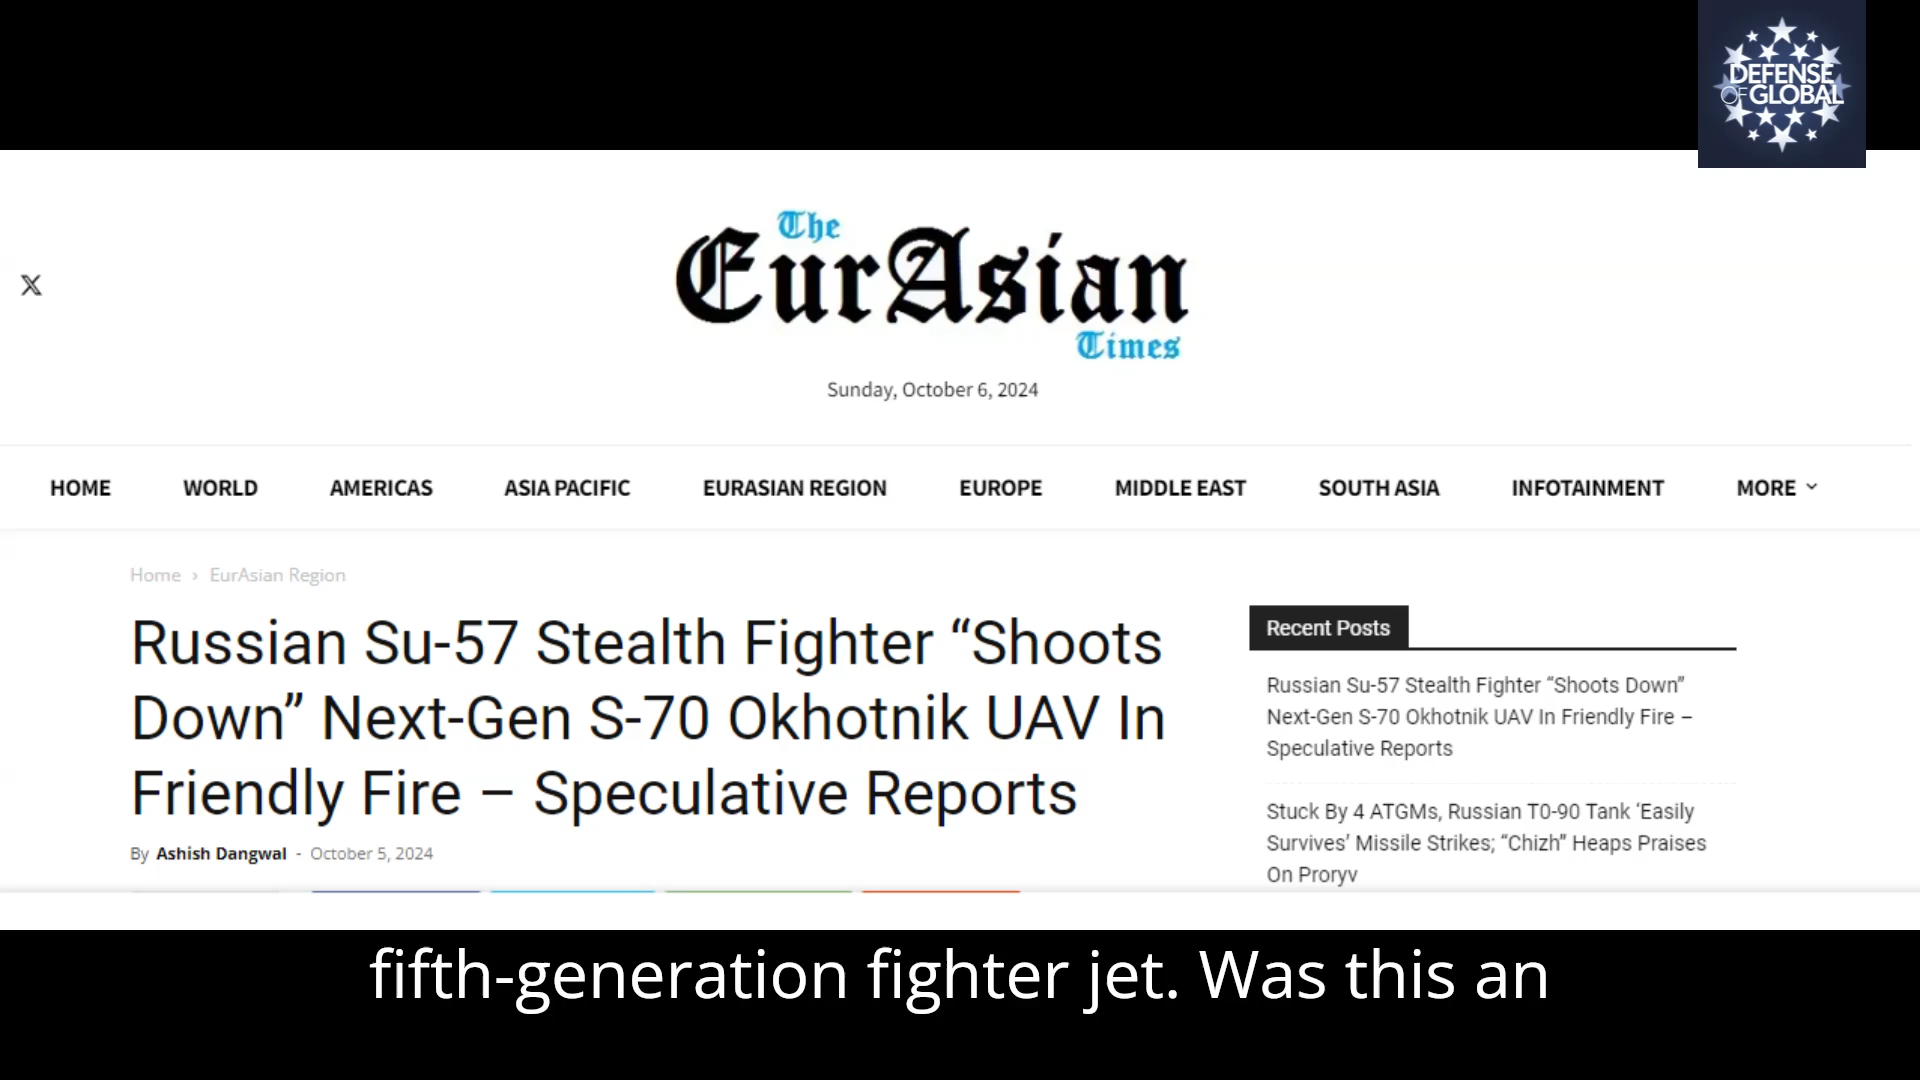 DEFENSE
OF GLOBAL
The
EurAsian
Times
Sunday, October 6, 2024
HOME WORLD AMERICAS ASIA PACIFIC EURASIAN REGION EUROPE MIDDLE EAST SOUTH ASIA INFOTAINMENT MORE
Home › EurAsian Region
Russian Su-57 Stealth Fighter “Shoots
Down” Next-Gen S-70 Okhotnik UAV In
Friendly Fire – Speculative Reports
By Ashish Dangwal - October 5, 2024
Recent Posts
Russian Su-57 Stealth Fighter “Shoots Down”
Next-Gen S-70 Okhotnik UAV In Friendly Fire –
Speculative Reports
Stuck By 4 ATGMs, Russian T0-90 Tank ‘Easily
Survives’ Missile Strikes; “Chizh” Heaps Praises
On Proryv
fifth-generation fighter jet. Was this an